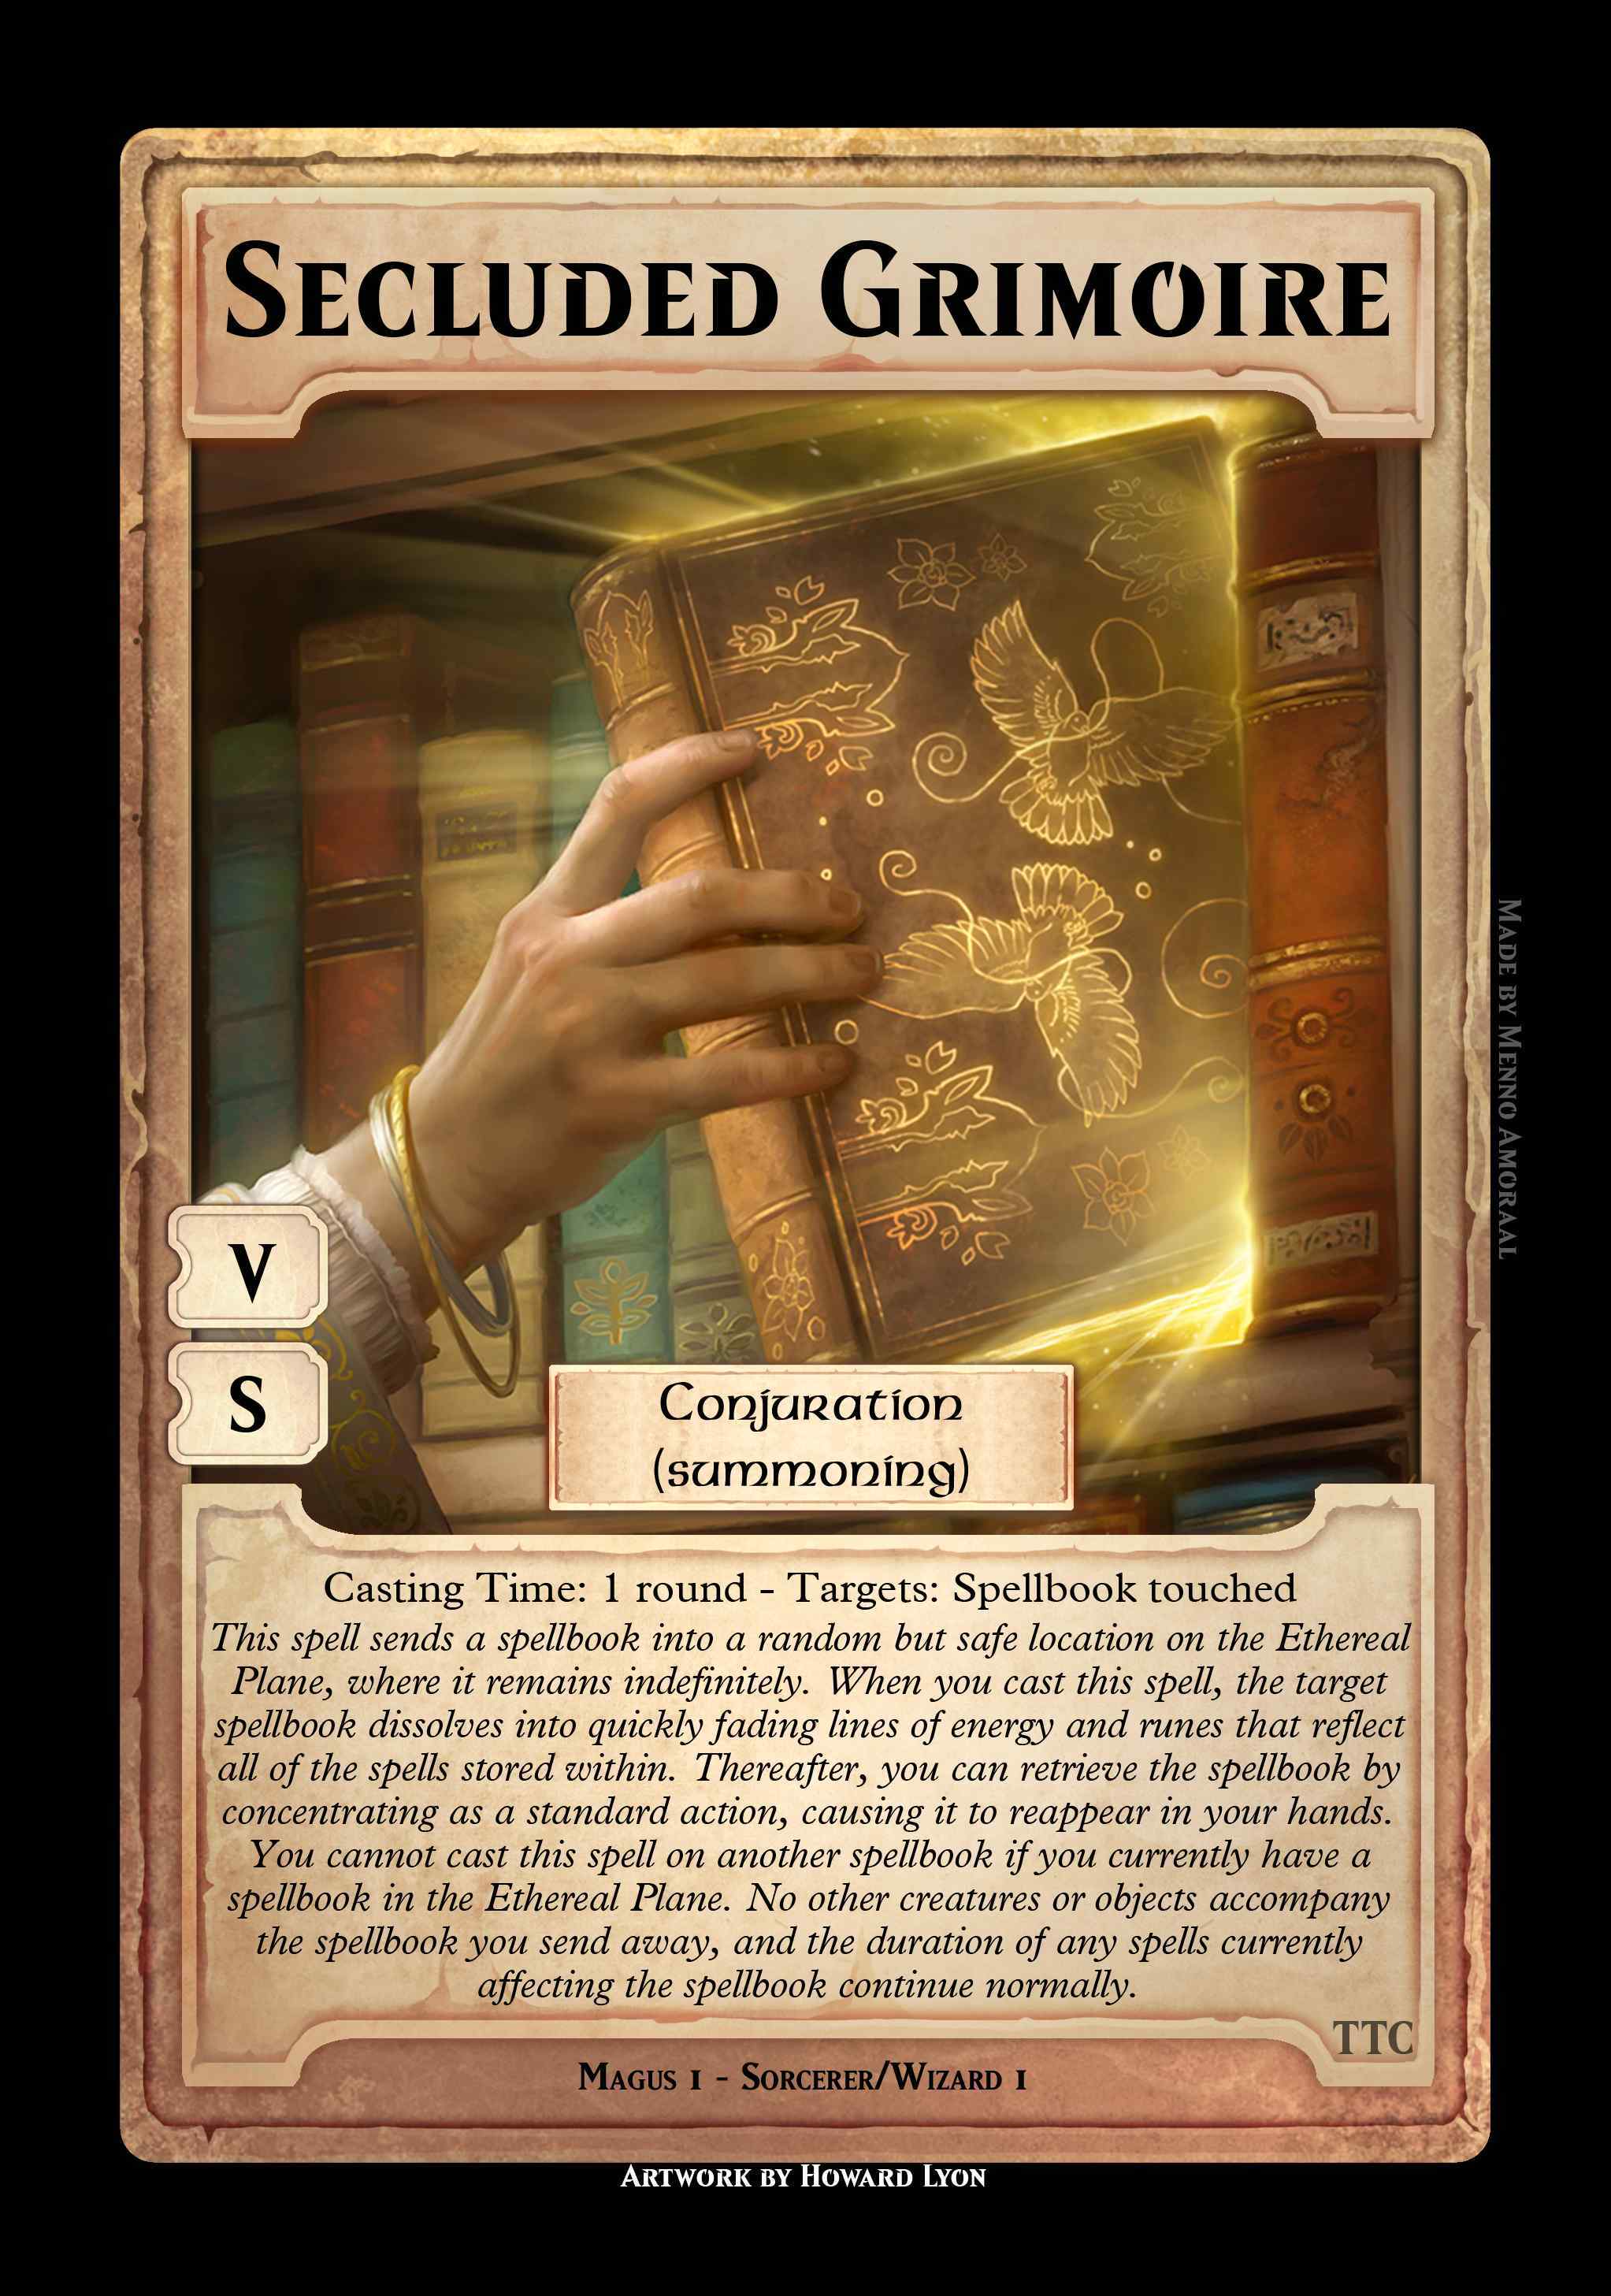 Secluded Grimoire
V
S
Conjuration
(summoning)
Casting Time: 1 round - Targets: Spellbook touched
This spell sends a spellbook into a random but safe location on the Ethereal
Plane, where it remains indefinitely. When you cast this spell, the target
spellbook dissolves into quickly fading lines of energy and runes that reflect
all of the spells stored within. Thereafter, you can retrieve the spellbook by
concentrating as a standard action, causing it to reappear in your hands.
You cannot cast this spell on another spellbook if you currently have a
spellbook in the Ethereal Plane. No other creatures or objects accompany
the spellbook you send away, and the duration of any spells currently
affecting the spellbook continue normally.
TTC
Magus 1 - Sorcerer/Wizard 1
Artwork by Howard Lyon
Made by Menno Amoraal